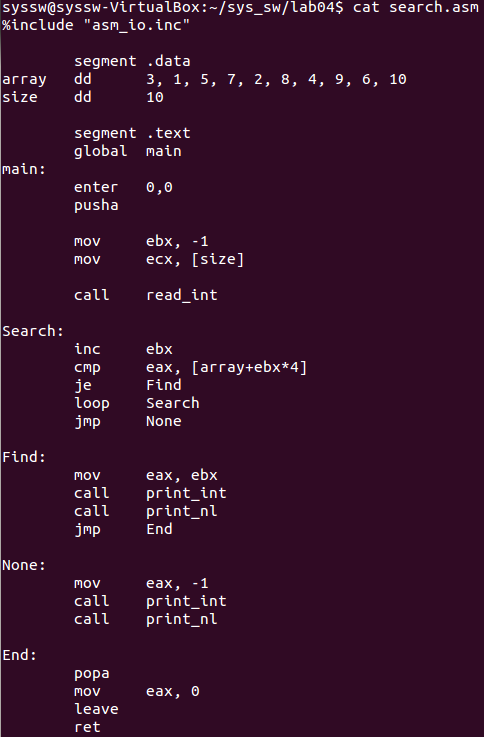 syssw@syssw-VirtualBox:~/sys_sw/lab04$ cat search.asm
%include "asm_io.inc"
segment .data
array dd 3, 1, 5, 7, 2, 8, 4, 9, 6, 10
size dd 10
segment .text
global main
main:
enter 0,0
pusha
mov ebx, -1
mov ecx, [size]
call read_int
Search:
inc ebx
cmp eax, [array+ebx*4]
je Find
loop Search
jmp None
Find:
mov eax, ebx
call print_int
call print_nl
jmp End
None:
mov eax, -1
call print_int
call print_nl
End:
popa
mov eax, 0
leave
ret